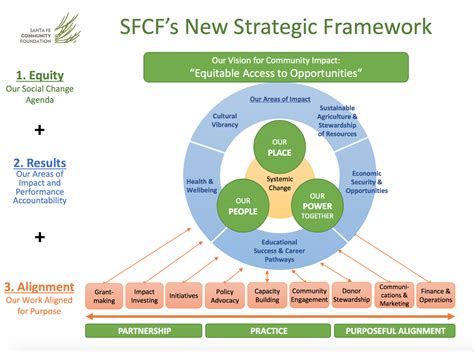 SANTA FE
COMMUNITY
FOUNDATION
SFCF's New Strategic Framework
1. Equity
Our Social Change
Agenda
+
2. Results
Our Areas of
Impact and
Performance
Accountability
+
3. Alignment
Our Work Aligned
for Purpose
Our Vision for Community Impact:
"Equitable Access to Opportunities"
Our Areas of Impact
Cultural
Vibrancy
Sustainable
Agriculture &
Stewardship
of Resources
Health &
Wellbeing
Economic
Security &
Opportunities
Educational
Success & Career
Pathways
OUR
PLACE
Systemic
Change
OUR
PEOPLE
OUR
POWER
TOGETHER
Grant-
making
Impact
Investing
Initiatives
Policy
Advocacy
Capacity
Building
Community
Engagement
Donor
Stewardship
Communi-
cations
& Marketing
Finance &
Operations
PARTNERSHIP
PRACTICE
PURPOSEFUL ALIGNMENT